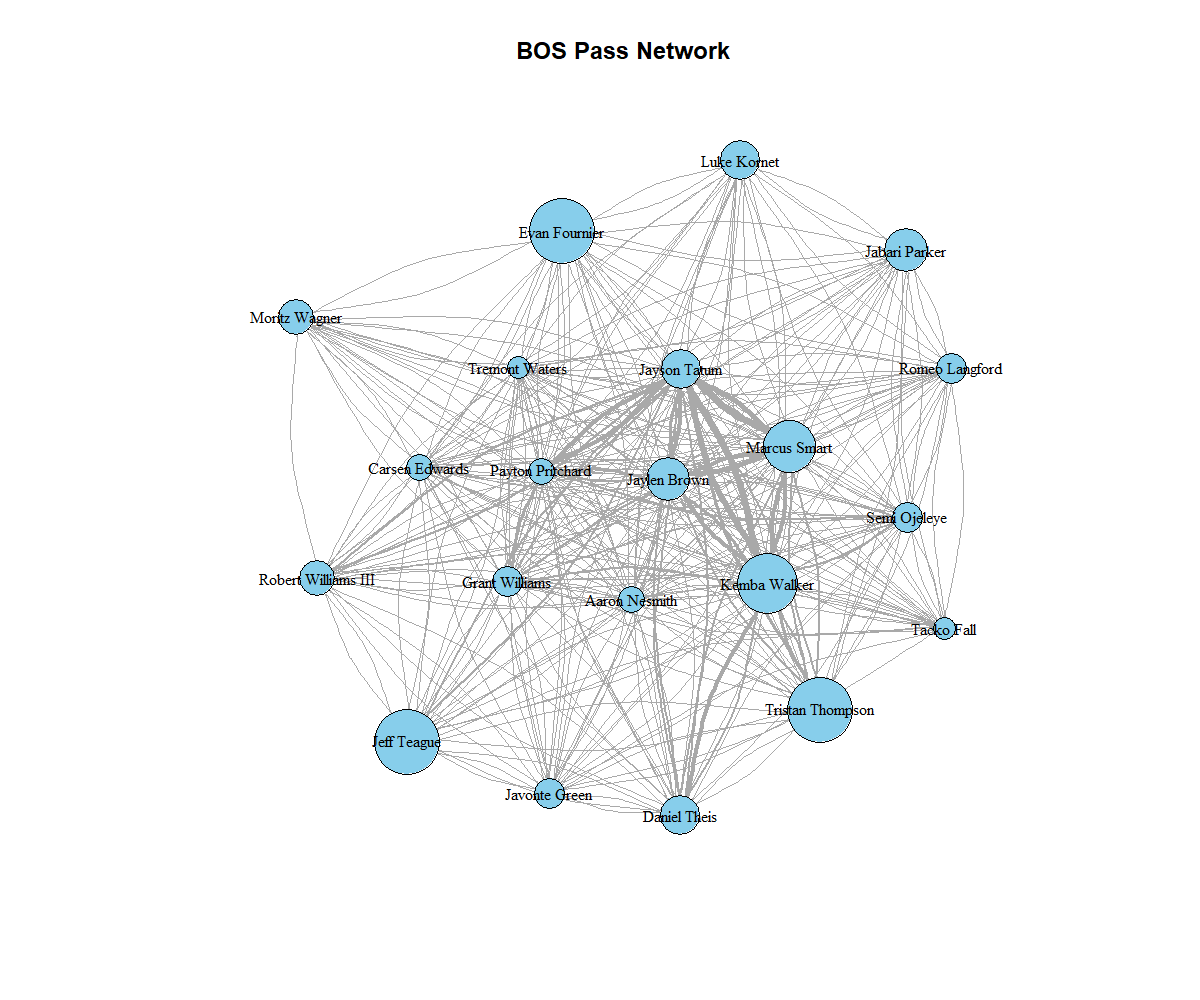 BOS Pass Network
Luke Kornet
Evan Fournier
Jabari Parker
Moritz Wagner
Tremont Waters
Jayson Tatum
Romeo Langford
Marcus Smart
Carsen Edwards
Payton Pritchard
Jaylen Brown
Semi Ojeleye
Robert Williams III
Grant Williams
Kemba Walker
Aaron Nesmith
Tacko Fall
Tristan Thompson
Jeff Teague
Javonte Green
Daniel Theis